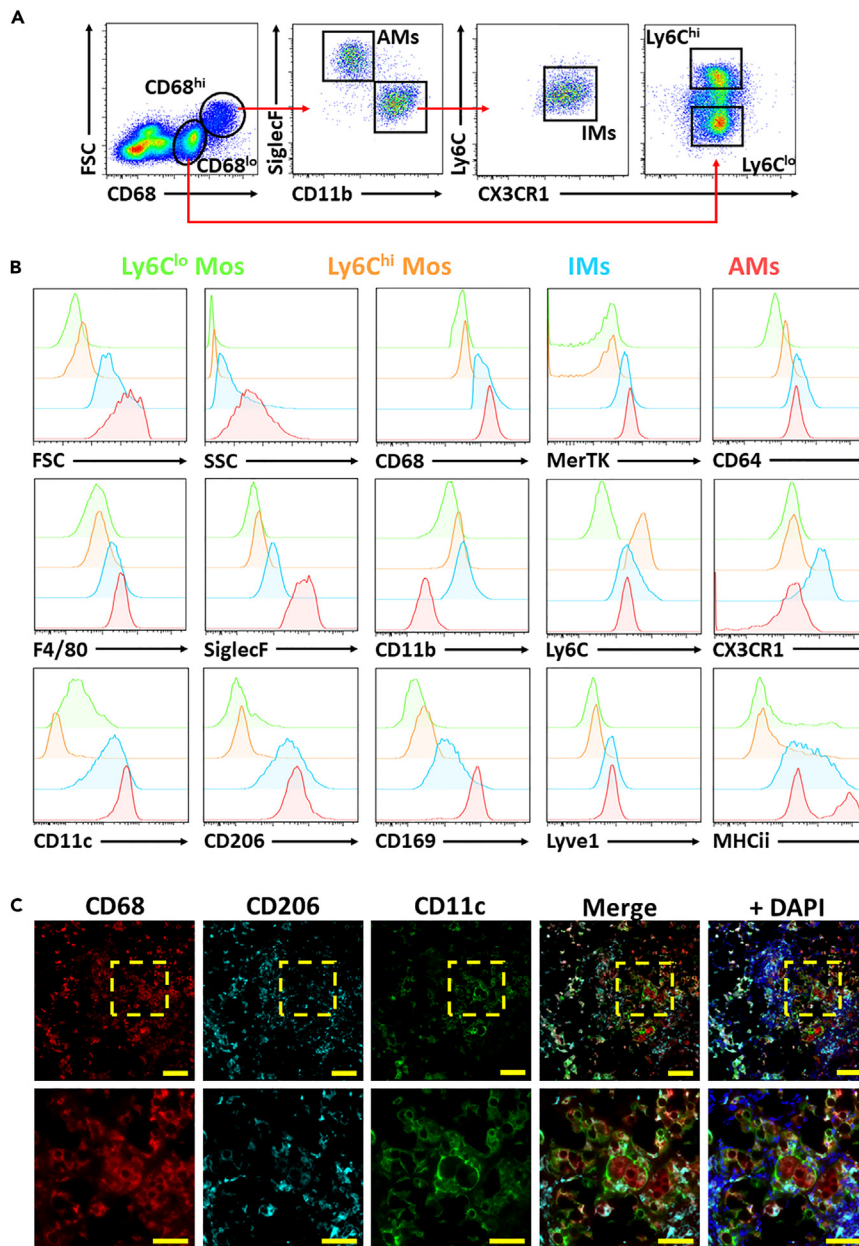 A
FSC
CD68hi
CD68lo
CD68
SiglecF
AMs
CD11b
Ly6C
IMs
CX3CR1
Ly6Chi
Ly6Clo
B
Ly6Clo Mos Ly6Chi Mos IMs AMs
FSC SSC CD68 MerTK CD64
F4/80 SiglecF CD11b Ly6C CX3CR1
CD11c CD206 CD169 Lyve1 MHCii
C
CD68 CD206 CD11c Merge + DAPI